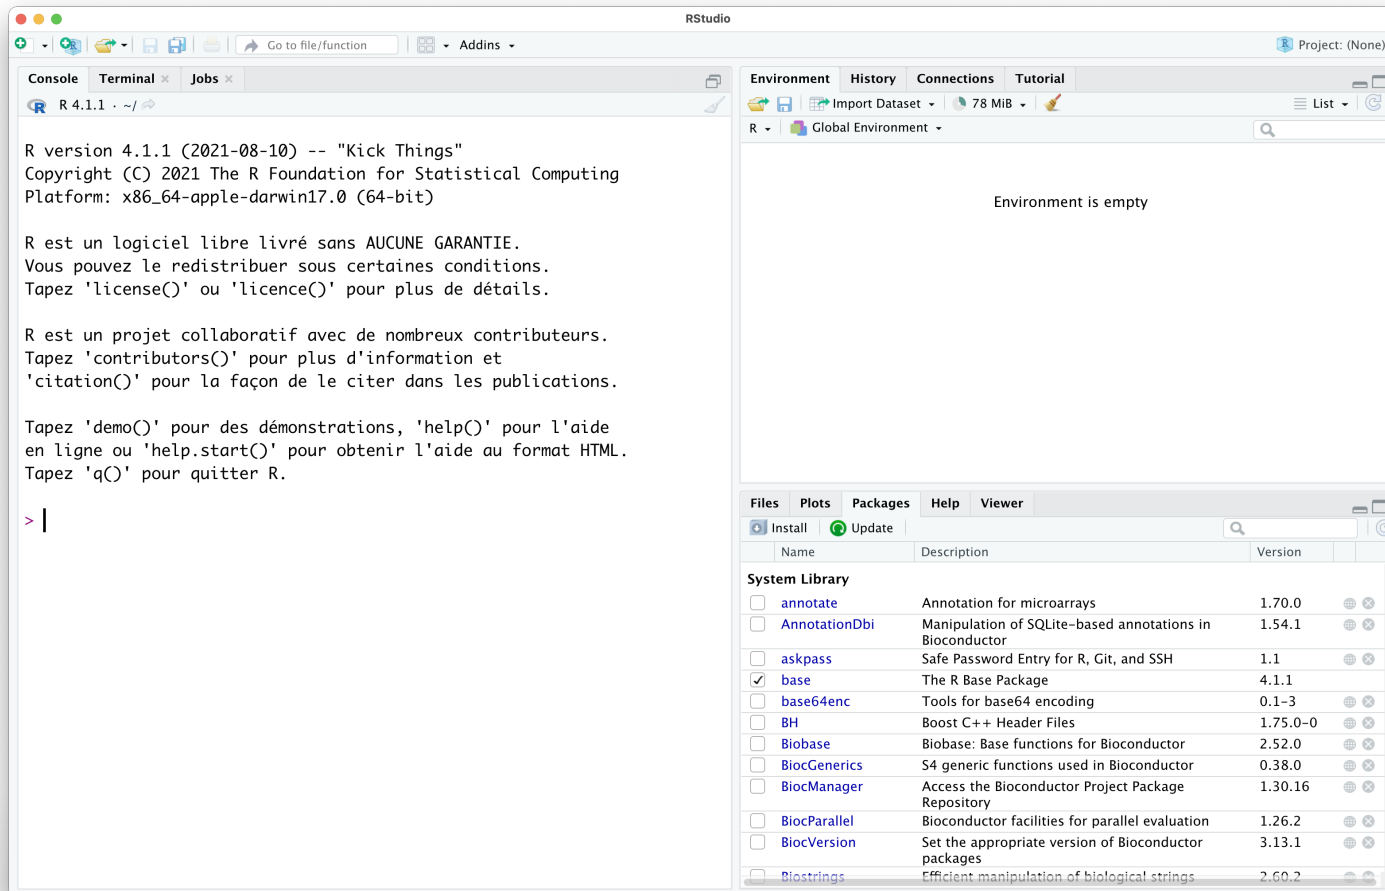 RStudio
Go to file/function
Addins
Project: (None)
Console Terminal Jobs
R 4.1.1 · ~/
R version 4.1.1 (2021-08-10) -- "Kick Things"
Copyright (C) 2021 The R Foundation for Statistical Computing
Platform: x86_64-apple-darwin17.0 (64-bit)
R est un logiciel libre livré sans AUCUNE GARANTIE.
Vous pouvez le redistribuer sous certaines conditions.
Tapez 'license()' ou 'licence()' pour plus de détails.
R est un projet collaboratif avec de nombreux contributeurs.
Tapez 'contributors()' pour plus d'information et
'citation()' pour la façon de le citer dans les publications.
Tapez 'demo()' pour des démonstrations, 'help()' pour l'aide
en ligne ou 'help.start()' pour obtenir l'aide au format HTML.
Tapez 'q()' pour quitter R.
>
Environment History Connections Tutorial
Import Dataset 78 MiB List
R Global Environment
Environment is empty
Files Plots Packages Help Viewer
Install Update
Name Description Version
System Library
annotate Annotation for microarrays 1.70.0
AnnotationDbi Manipulation of SQLite-based annotations in 1.54.1
Bioconductor
askpass Safe Password Entry for R, Git, and SSH 1.1
base The R Base Package 4.1.1
base64enc Tools for base64 encoding 0.1-3
BH Boost C++ Header Files 1.75.0-0
Biobase Biobase: Base functions for Bioconductor 2.52.0
BiocGenerics S4 generic functions used in Bioconductor 0.38.0
BiocManager Access the Bioconductor Project Package 1.30.16
Repository
BiocParallel Bioconductor facilities for parallel evaluation 1.26.2
BiocVersion Set the appropriate version of Bioconductor 3.13.1
packages
Biostrings Efficient manipulation of biological strings 2.60.2